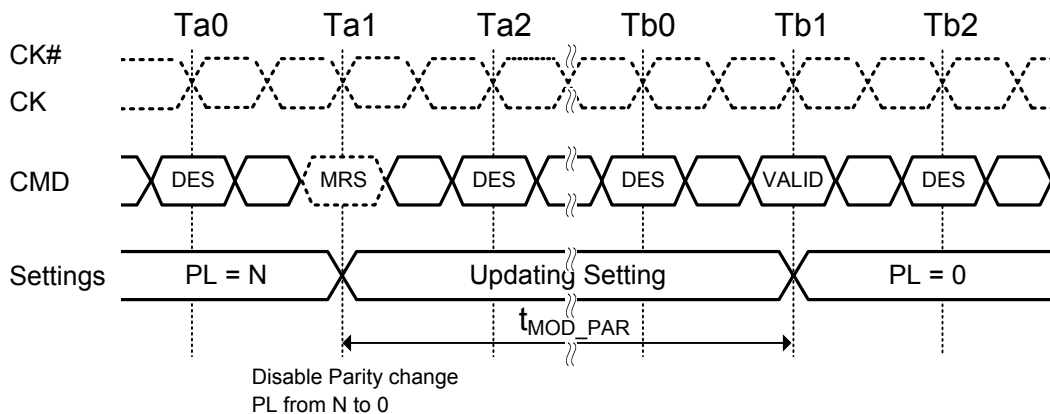 Ta0 Ta1 Ta2 Tb0 Tb1 Tb2
CK#
CK
CMD DES MRS DES DES VALID DES
Settings PL = N Updating Setting PL = 0
tMOD_PAR
Disable Parity change
PL from N to 0